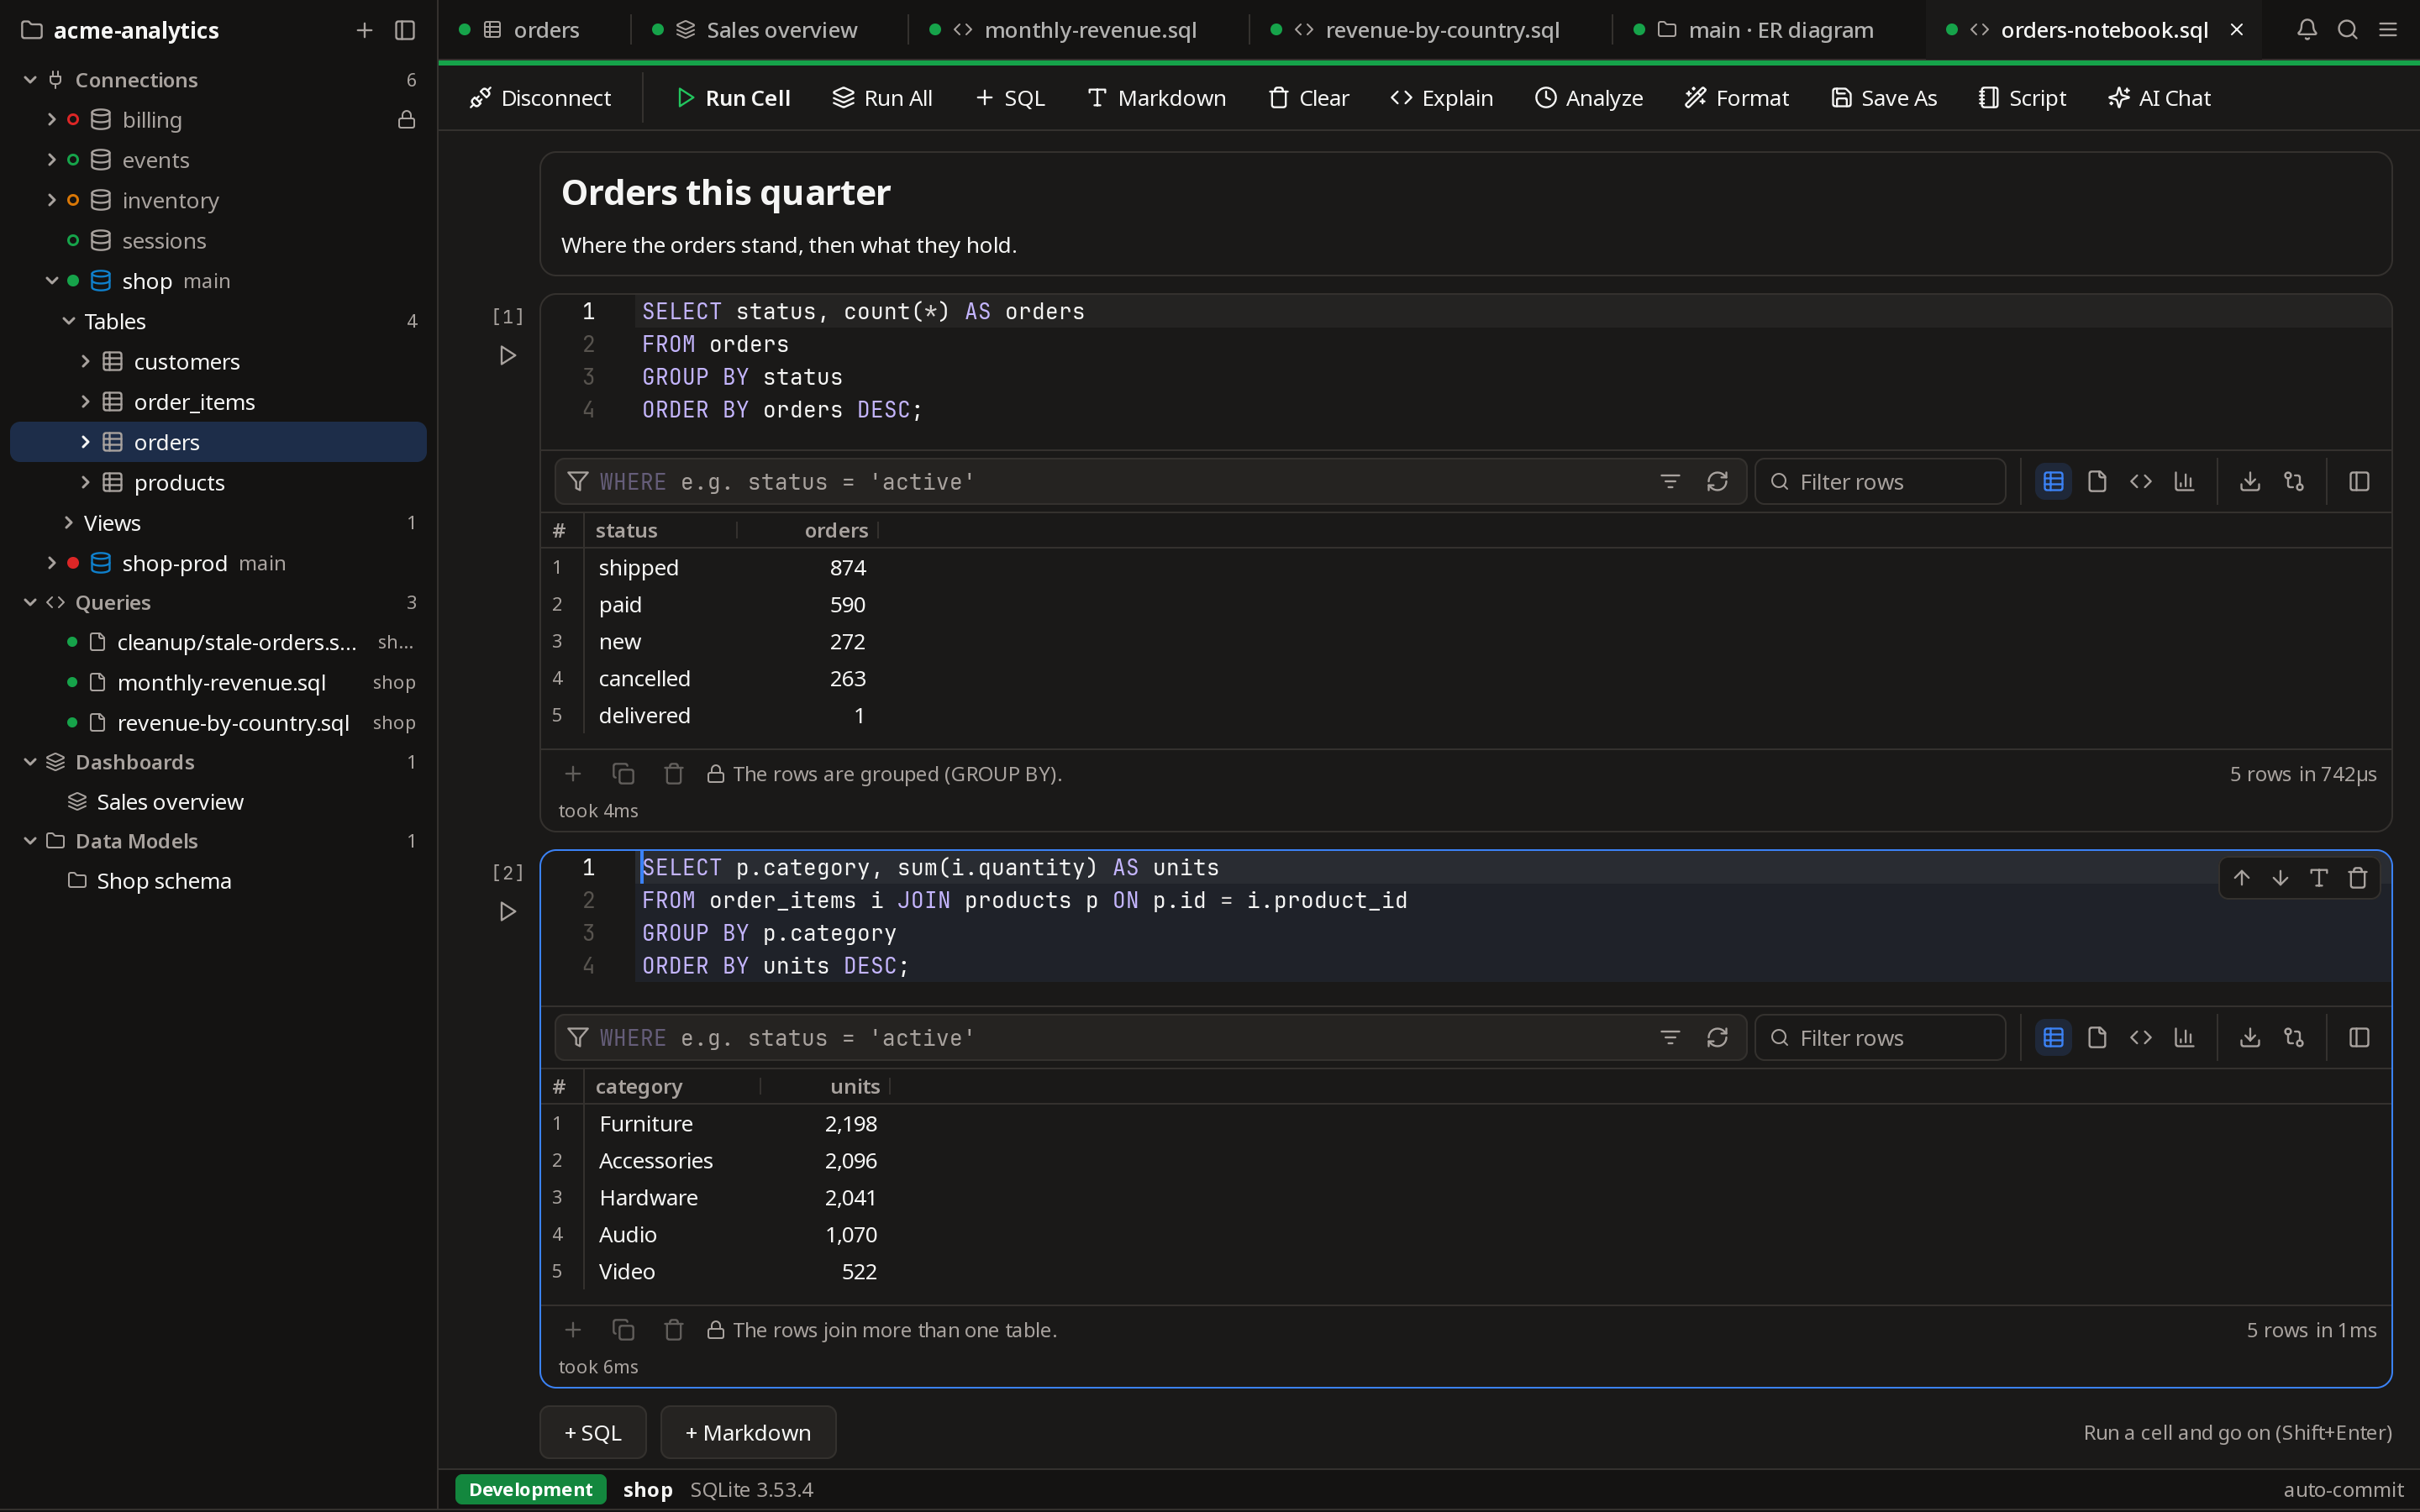 acme-analytics
Connections 6
billing
events
inventory
sessions
shop main
Tables 4
customers
order_items
orders
products
Views 1
shop-prod main
Queries 3
cleanup/stale-orders.s... sh...
monthly-revenue.sql shop
revenue-by-country.sql shop
Dashboards 1
Sales overview
Data Models 1
Shop schema
orders Sales overview monthly-revenue.sql revenue-by-country.sql main · ER diagram orders-notebook.sql
Disconnect Run Cell Run All SQL Markdown Clear Explain Analyze Format Save As Script AI Chat
Orders this quarter
Where the orders stand, then what they hold.
[1]
1 SELECT status, count(*) AS orders
2 FROM orders
3 GROUP BY status
4 ORDER BY orders DESC;
WHERE e.g. status = 'active' Filter rows
# status orders
1 shipped 874
2 paid 590
3 new 272
4 cancelled 263
5 delivered 1
The rows are grouped (GROUP BY). 5 rows in 742µs
took 4ms
[2]
1 SELECT p.category, sum(i.quantity) AS units
2 FROM order_items i JOIN products p ON p.id = i.product_id
3 GROUP BY p.category
4 ORDER BY units DESC;
WHERE e.g. status = 'active' Filter rows
# category units
1 Furniture 2,198
2 Accessories 2,096
3 Hardware 2,041
4 Audio 1,070
5 Video 522
The rows join more than one table. 5 rows in 1ms
took 6ms
+ SQL + Markdown Run a cell and go on (Shift+Enter)
Development shop SQLite 3.53.4 auto-commit